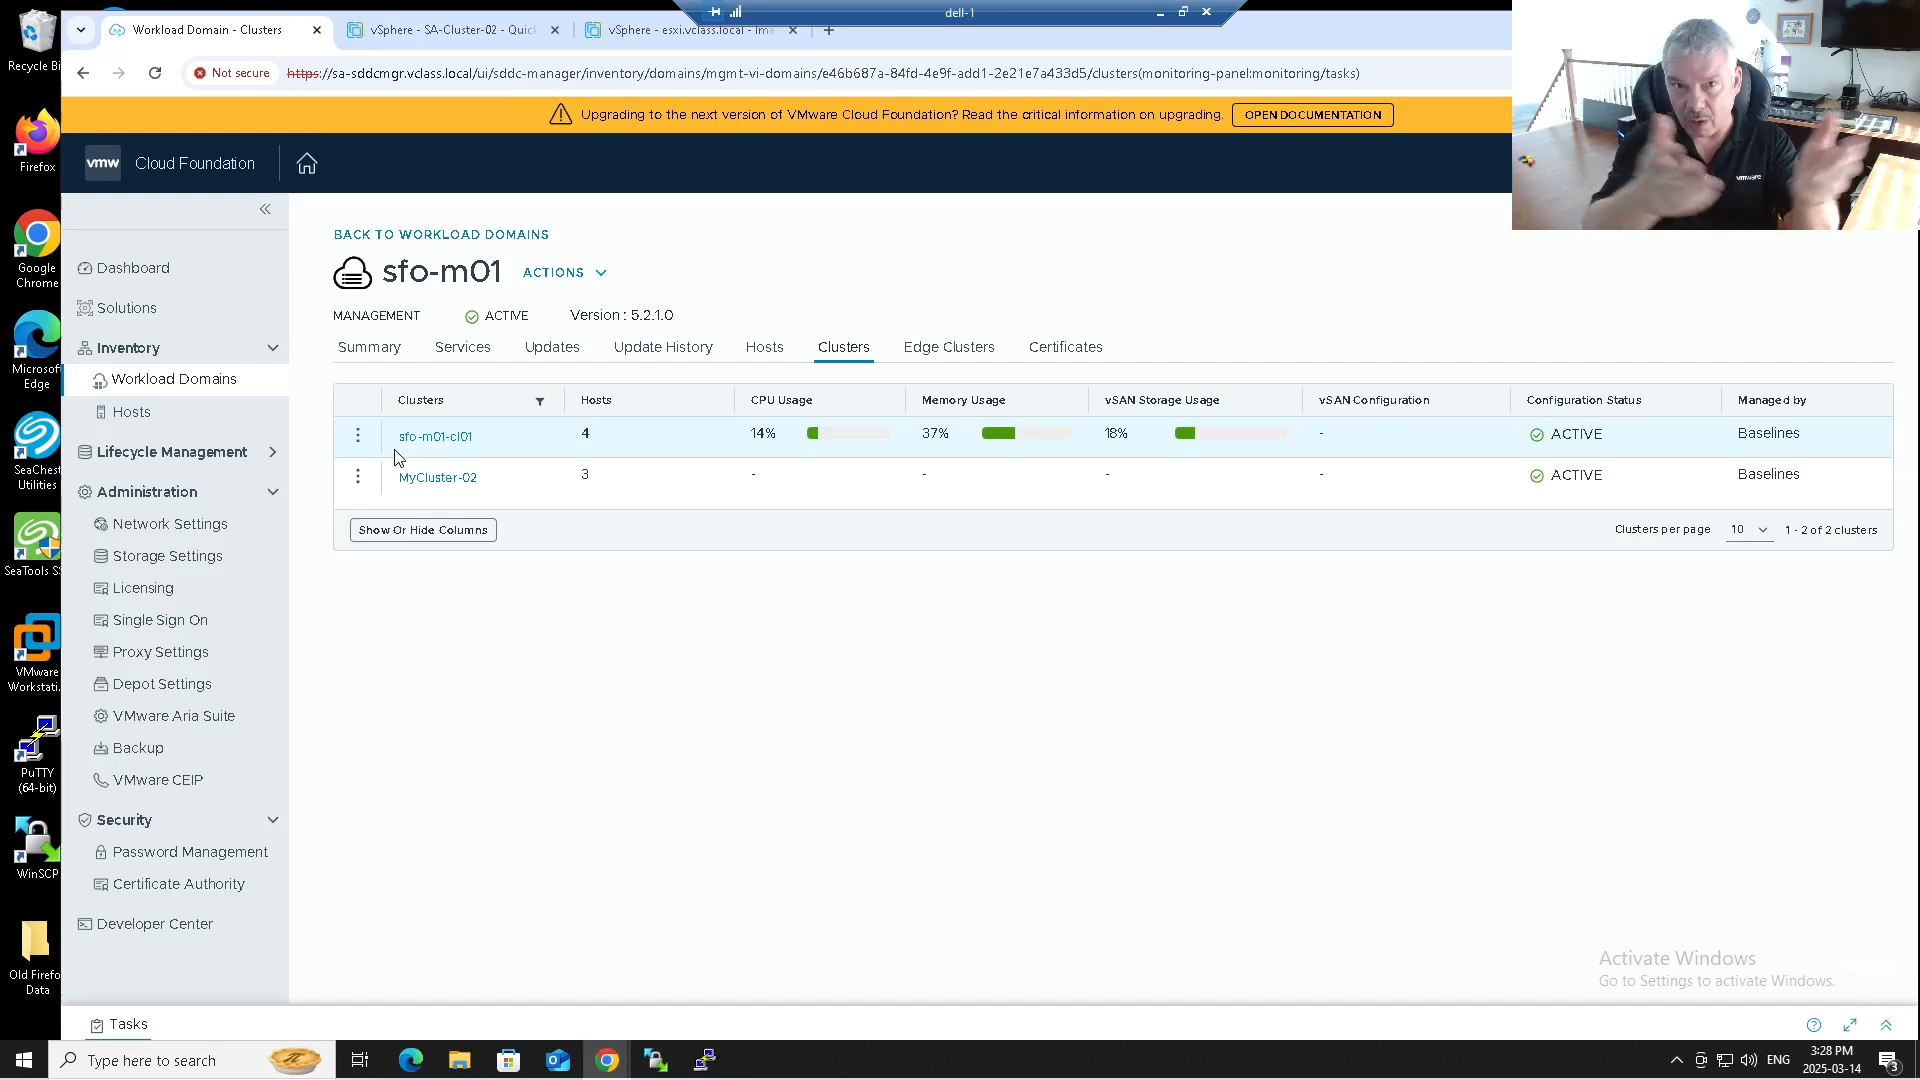 dell-1
Workload Domain - Clusters
vSphere - SA-Cluster-02 - Quic
vSphere - esxi.vclass.local - Ima
Not secure
https://sa-sddcmgr.vclass.local/ui/sddc-manager/inventory/domains/mgmt-vi-domains/e46b687a-84fd-4e9f-add1-2e21e7a433d5/clusters(monitoring-panel:monitoring/tasks)
Upgrading to the next version of VMware Cloud Foundation? Read the critical information on upgrading.
OPEN DOCUMENTATION
vmw Cloud Foundation
vmware
Recycle Bi
Firefox
Google
Chrome
Microsof
Edge
SeaChest
Utilities
SeaTools S
VMware
Workstati.
PuTTY
(64-bit)
WinSCP
Old Firefo
Data
Dashboard
Solutions
Inventory
Workload Domains
Hosts
Lifecycle Management
Administration
Network Settings
Storage Settings
Licensing
Single Sign On
Proxy Settings
Depot Settings
VMware Aria Suite
Backup
VMware CEIP
Security
Password Management
Certificate Authority
Developer Center
BACK TO WORKLOAD DOMAINS
sfo-m01 ACTIONS
MANAGEMENT ACTIVE Version : 5.2.1.0
Summary Services Updates Update History Hosts Clusters Edge Clusters Certificates
Clusters Hosts CPU Usage Memory Usage vSAN Storage Usage vSAN Configuration Configuration Status Managed by
sfo-m01-cl01 4 14% 37% 18% - ACTIVE Baselines
MyCluster-02 3 - - - - ACTIVE Baselines
Show Or Hide Columns Clusters per page 10 1 - 2 of 2 clusters
Activate Windows
Go to Settings to activate Windows.
Tasks
Type here to search
ENG
3:28 PM
2025-03-14
3